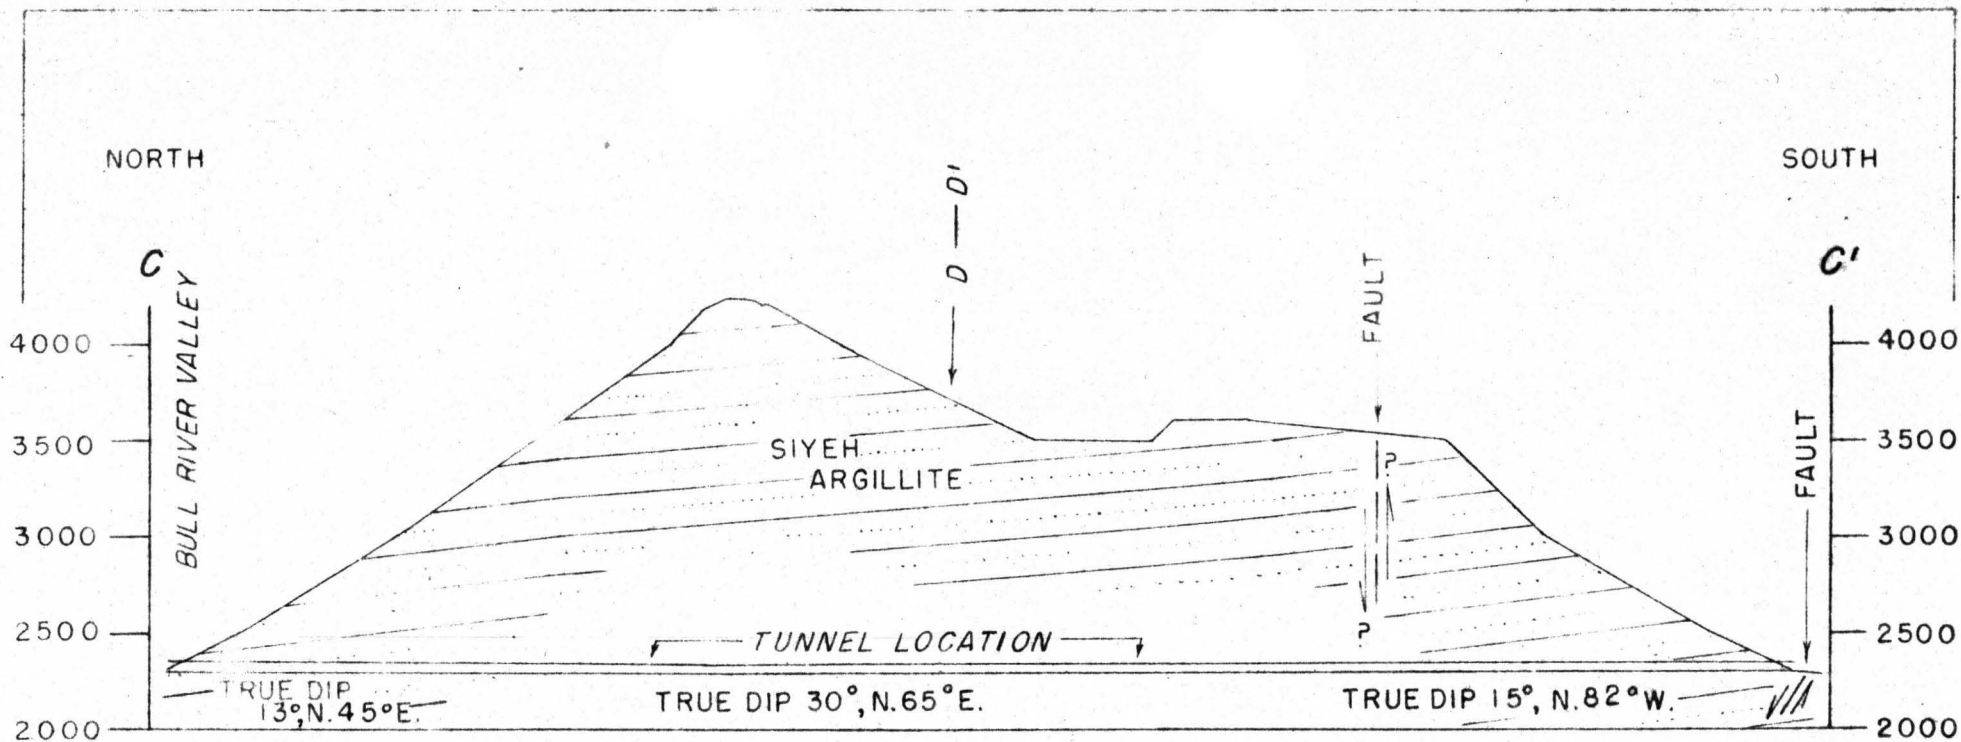 NORTH
SOUTH
C
C'
D — D'
BULL RIVER VALLEY
FAULT
FAULT
4000
3500
3000
2500
2000
4000
3500
3000
2500
2000
SIYEH
ARGILLITE
?
?
TUNNEL LOCATION
TRUE DIP
13°, N.45°E.
TRUE DIP 30°, N.65°E.
TRUE DIP 15°, N.82°W.